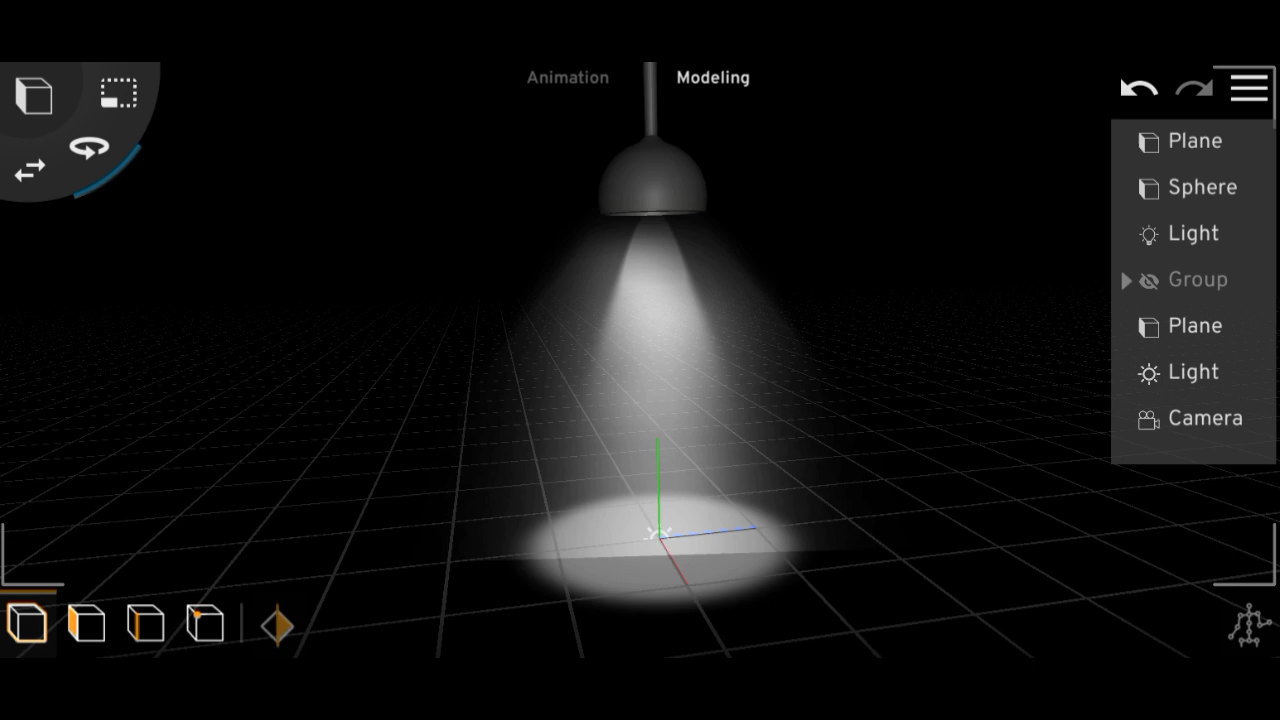 Animation
Modeling
Plane
Sphere
Light
Group
Plane
Light
Camera